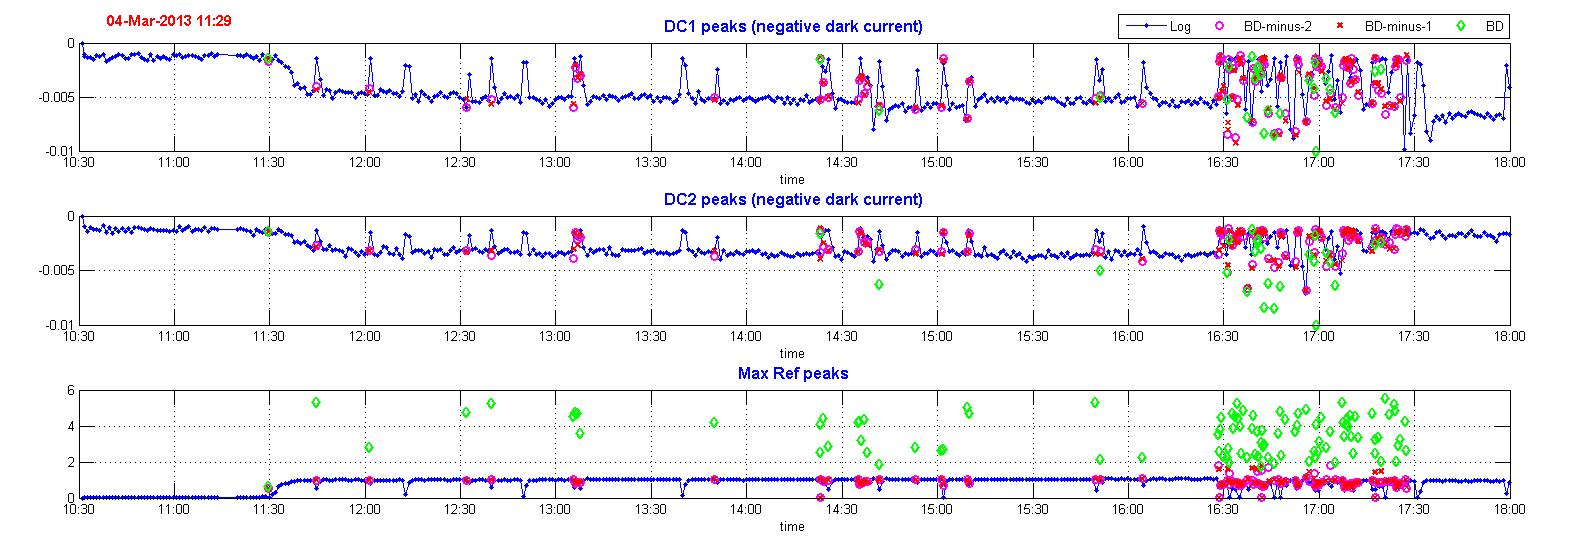 04-Mar-2013 11:29
DC1 peaks (negative dark current)
Log BD-minus-2 BD-minus-1 BD
0
-0.005
-0.01
10:30 11:00 11:30 12:00 12:30 13:00 13:30 14:00 14:30 15:00 15:30 16:00 16:30 17:00 17:30 18:00
time
DC2 peaks (negative dark current)
0
-0.005
-0.01
10:30 11:00 11:30 12:00 12:30 13:00 13:30 14:00 14:30 15:00 15:30 16:00 16:30 17:00 17:30 18:00
time
Max Ref peaks
6
4
2
0
10:30 11:00 11:30 12:00 12:30 13:00 13:30 14:00 14:30 15:00 15:30 16:00 16:30 17:00 17:30 18:00
time